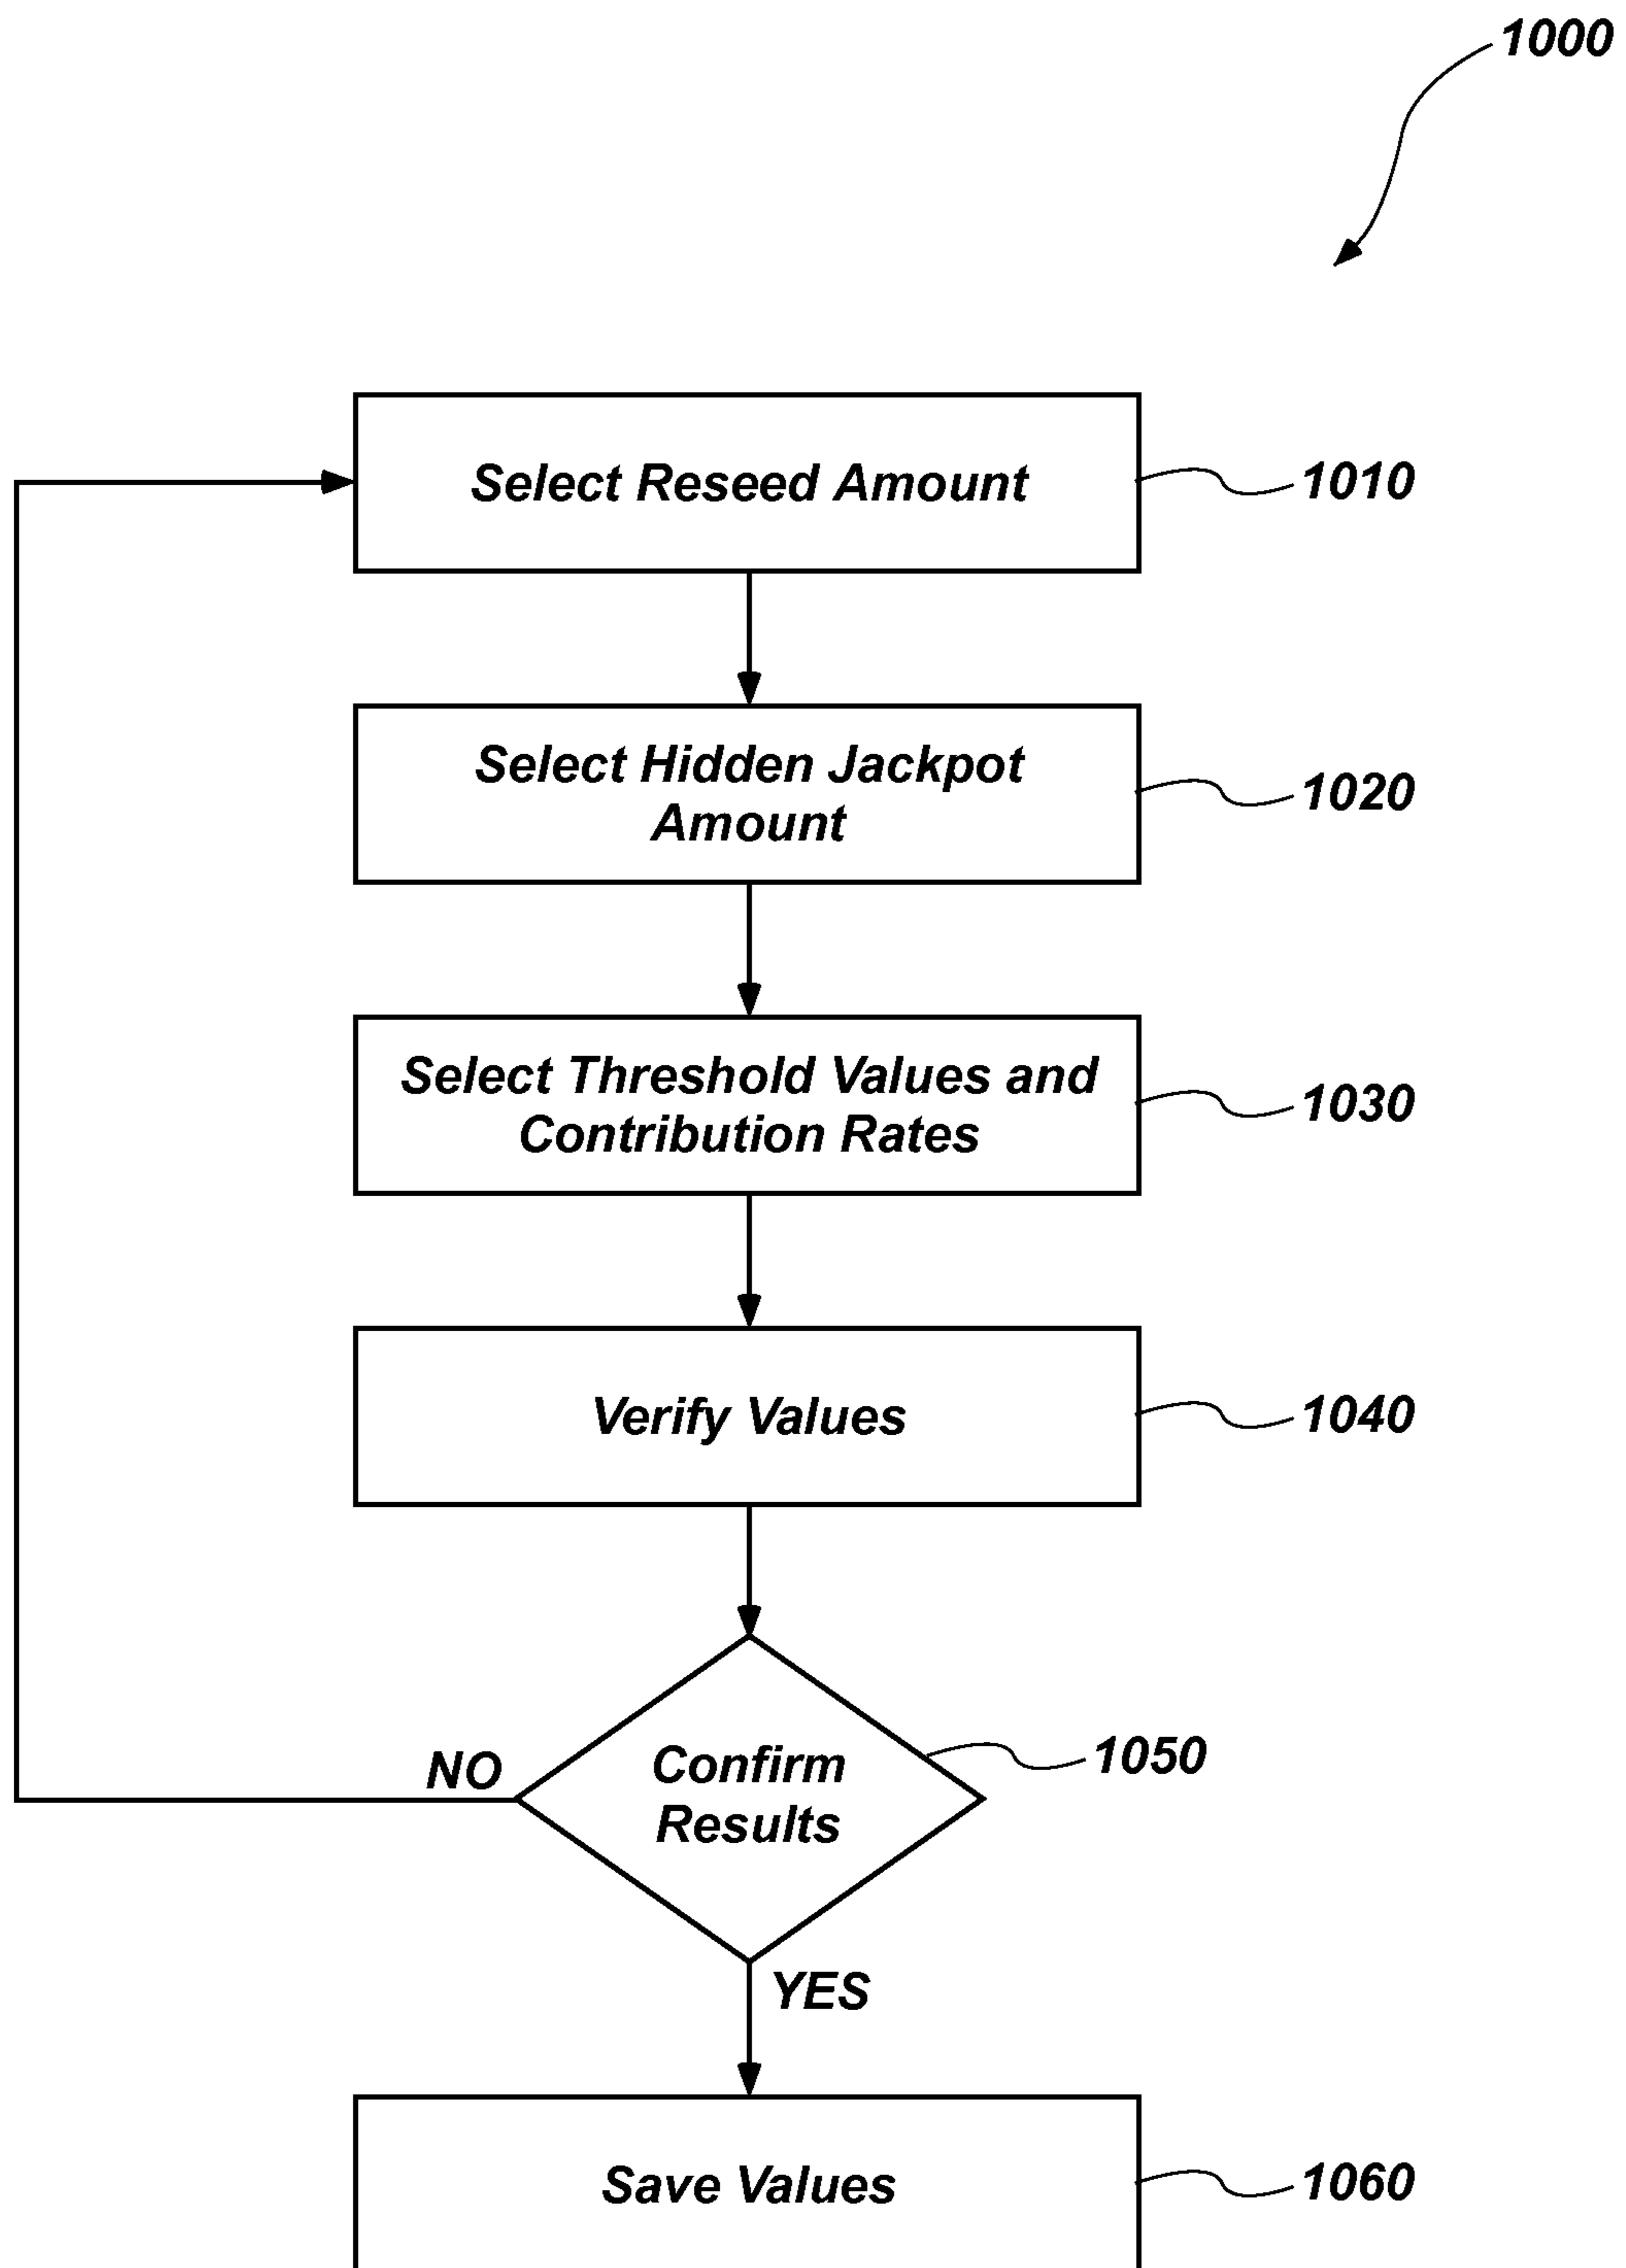 1000
Select Reseed Amount
1010
Select Hidden Jackpot
Amount
1020
Select Threshold Values and
Contribution Rates
1030
Verify Values
1040
Confirm
Results
1050
NO
YES
Save Values
1060